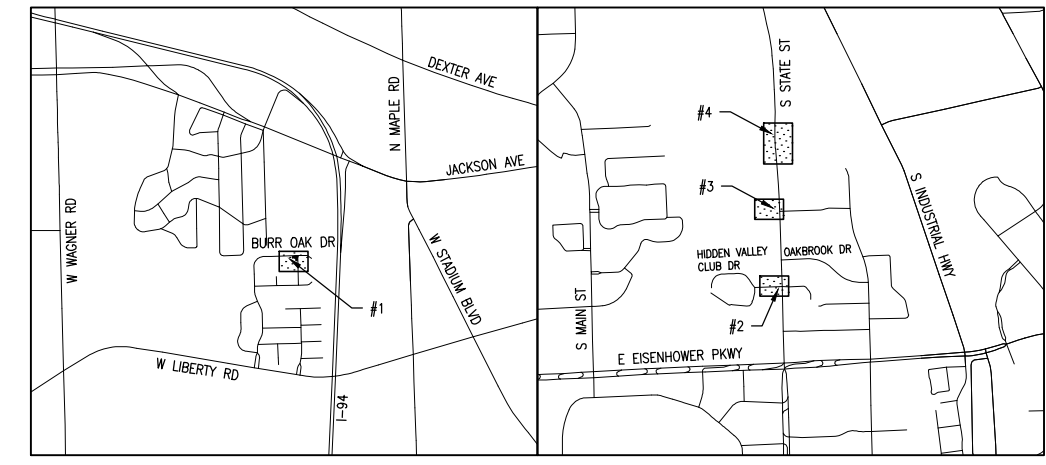 DEXTER AVE
N MAPLE RD
JACKSON AVE
W WAGNER RD
BURR OAK DR
W STADIUM BLVD
#1
W LIBERTY RD
I-94
S STATE ST
#4
#3
S INDUSTRIAL HWY
HIDDEN VALLEY
CLUB DR
OAKBROOK DR
S MAIN ST
#2
E EISENHOWER PKWY